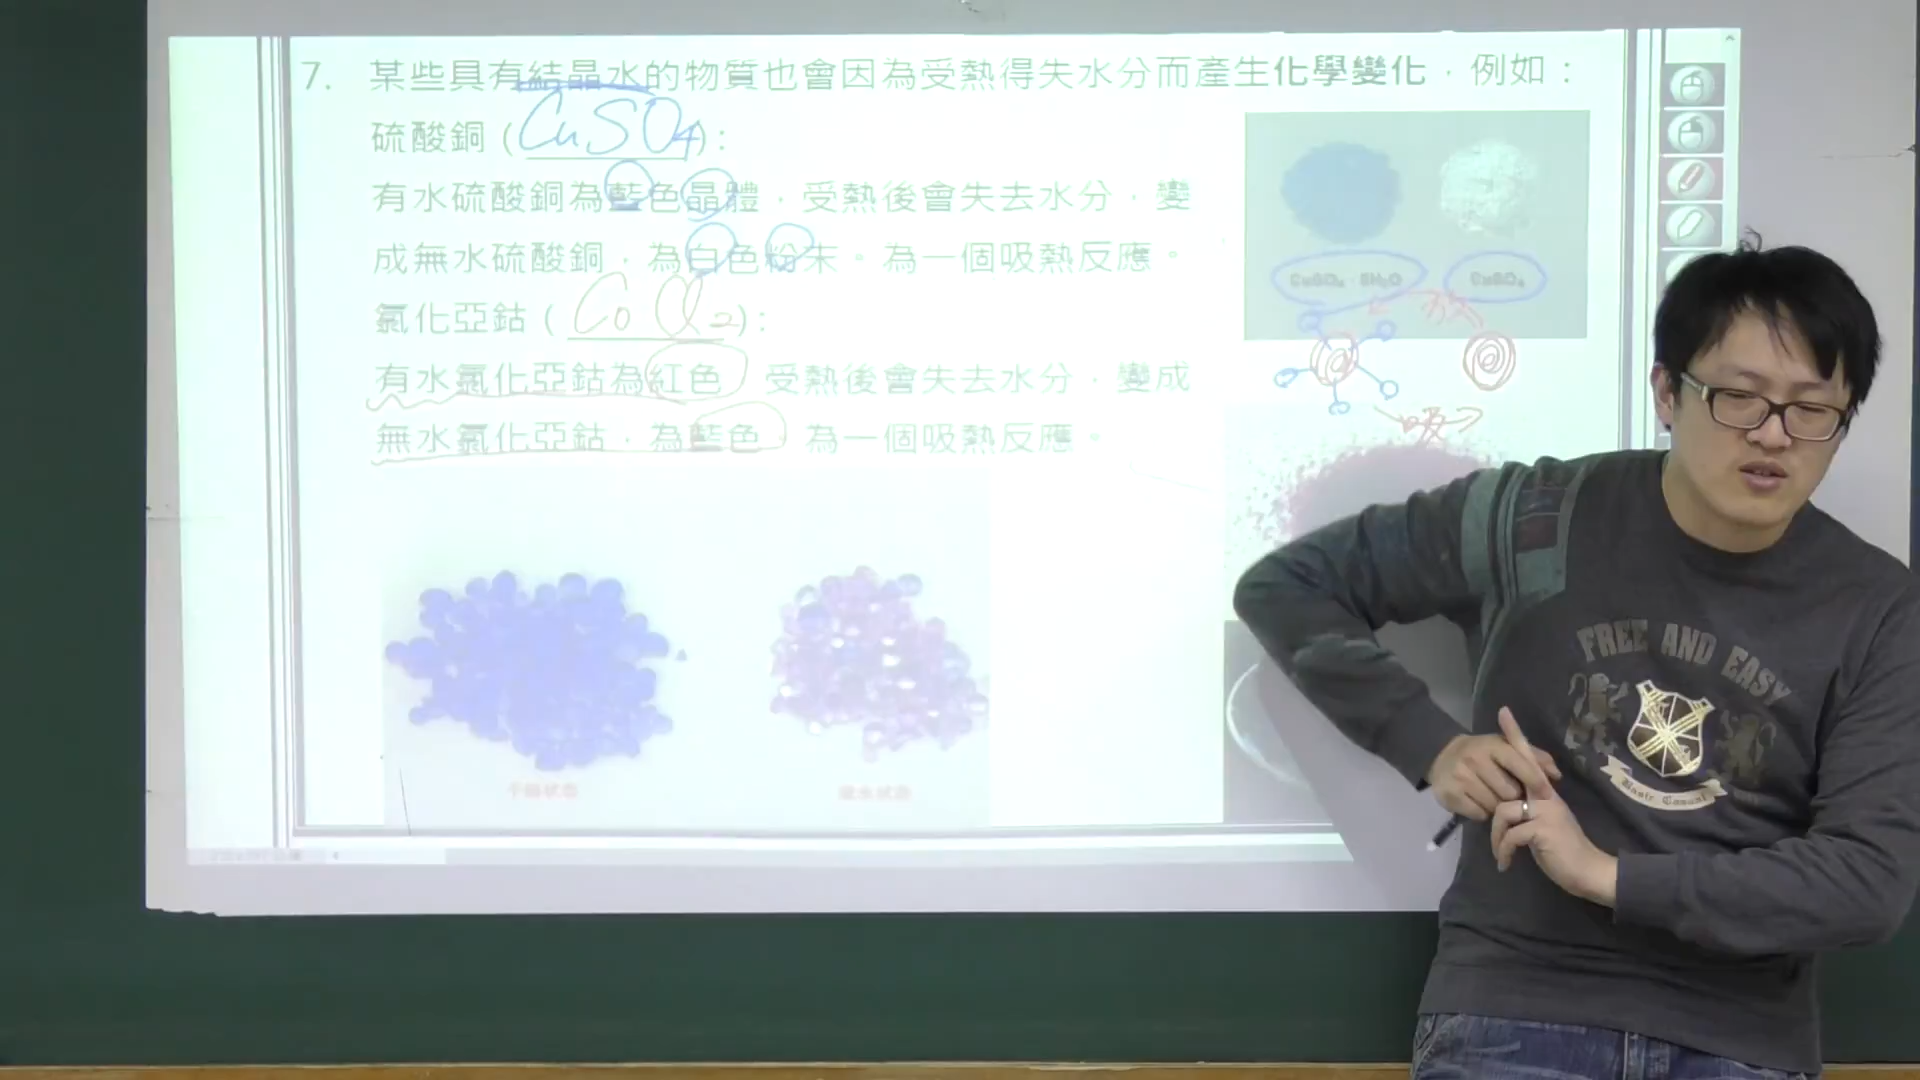 7. 某些具有結晶水的物質也會因為受熱得失水分而產生化學變化，例如：
硫酸銅 (CuSO4):
有水硫酸銅為藍色晶體，受熱後會失去水分，變
成無水硫酸銅，為白色粉末。為一個吸熱反應。
氯化亞鈷 (CoCl2):
有水氯化亞鈷為紅色 受熱後會失去水分，變成
無水氯化亞鈷，為藍色，為一個吸熱反應。
放
吸
FREE AND EASY
Basic Casual